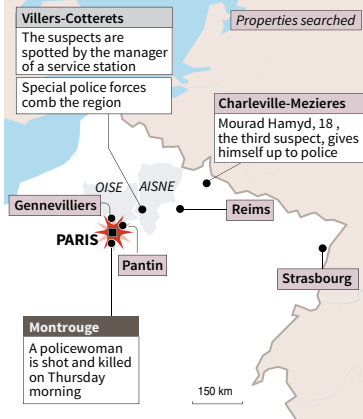 Villers-Cotterets
The suspects are
spotted by the manager
of a service station
Special police forces
comb the region
Properties searched
Charleville-Mezieres
Mourad Hamyd, 18 ,
the third suspect, gives
himself up to police
OISE
AISNE
Gennevilliers
Reims
PARIS
Pantin
Strasbourg
Montrouge
A policewoman
is shot and killed
on Thursday
morning
150 km